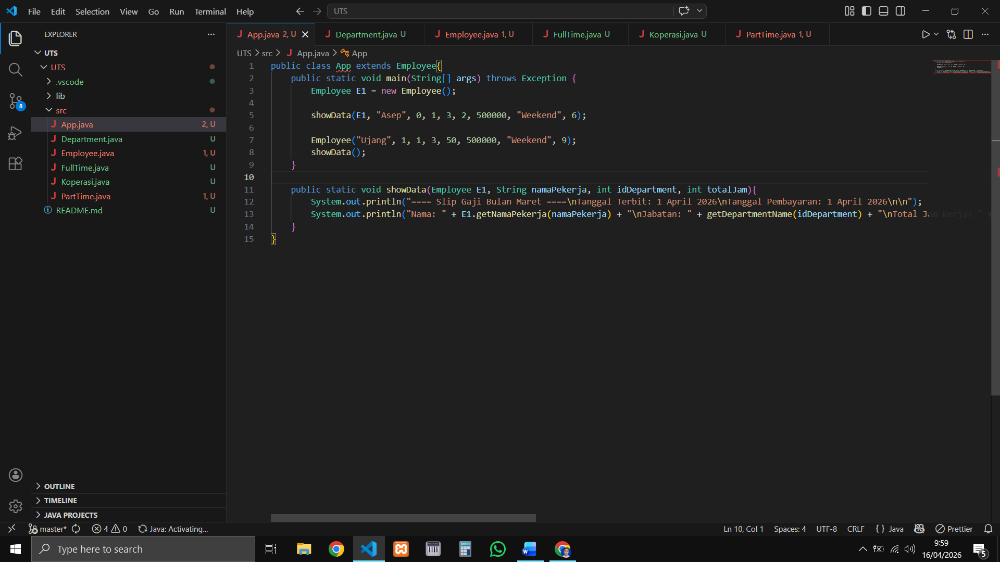 File Edit Selection View Go Run Terminal Help
UTS
EXPLORER
UTS
UTS
.vscode
lib
src
App.java 2, U
Department.java U
Employee.java 1, U
FullTime.java U
Koperasi.java U
PartTime.java 1, U
README.md U
8
OUTLINE
TIMELINE
JAVA PROJECTS
App.java 2, U Department.java U Employee.java 1, U FullTime.java U Koperasi.java U PartTime.java 1, U
UTS > src > App.java > App
1 public class App extends Employee{
2 public static void main(String[] args) throws Exception {
3 Employee E1 = new Employee();
4
5 showData(E1, "Asep", 0, 1, 3, 2, 500000, "Weekend", 6);
6
7 Employee("Ujang", 1, 1, 3, 50, 500000, "Weekend", 9);
8 showData();
9 }
10
11 public static void showData(Employee E1, String namaPekerja, int idDepartment, int totalJam){
12 System.out.println("==== Slip Gaji Bulan Maret ====\nTanggal Terbit: 1 April 2026\nTanggal Pembayaran: 1 April 2026\n\n");
13 System.out.println("Nama: " + E1.getNamaPekerja(namaPekerja) + "\nJabatan: " + getDepartmentName(idDepartment) + "\nTotal Jam Kerja: " +
14 }
15 }
master* 4 0 Java: Activating... Ln 10, Col 1 Spaces: 4 UTF-8 CRLF { } Java Prettier
Type here to search
9:59
16/04/2026
5